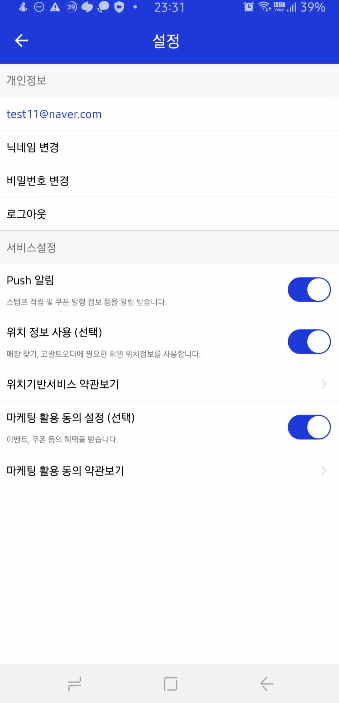 39 23:31 39%
설정
개인정보
test11@naver.com
닉네임 변경
비밀번호 변경
로그아웃
서비스설정
Push 알림
스탬프 적립 및 쿠폰 발행 정보 등을 알림 받습니다.
위치 정보 사용 (선택)
매장 찾기, 코발트오더에 필요한 회원 위치정보를 사용합니다.
위치기반서비스 약관보기
마케팅 활용 동의 설정 (선택)
이벤트, 쿠폰 등의 혜택을 받습니다.
마케팅 활용 동의 약관보기